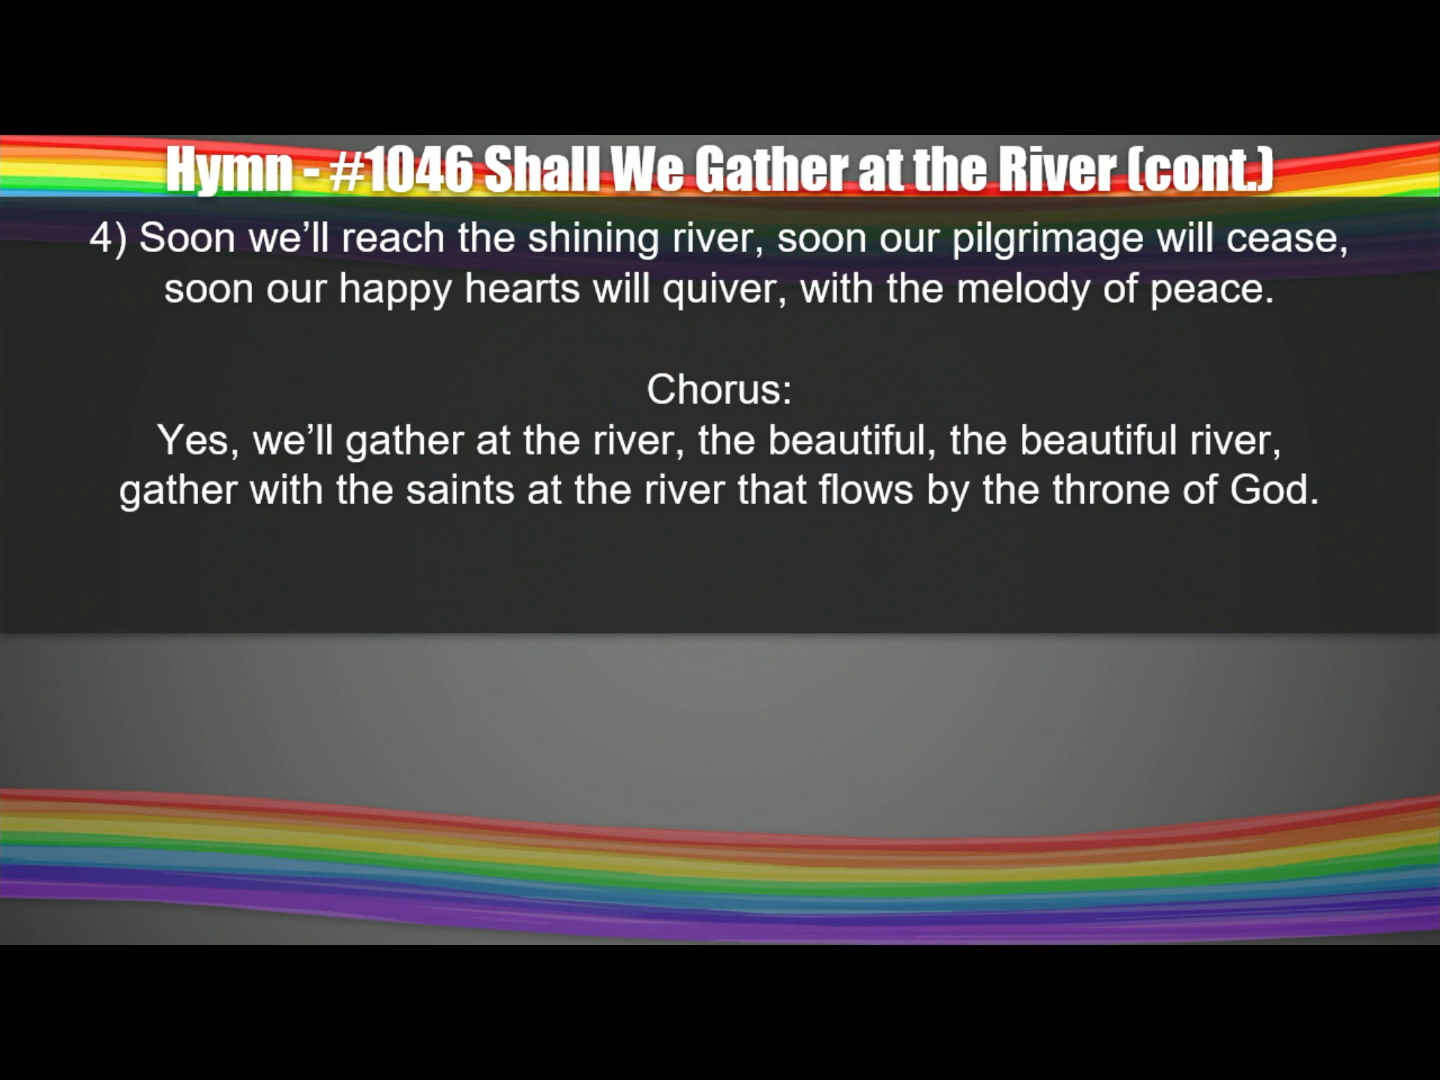 Hymn - #1046 Shall We Gather at the River (cont.)
4) Soon we’ll reach the shining river, soon our pilgrimage will cease,
soon our happy hearts will quiver, with the melody of peace.
Chorus:
Yes, we’ll gather at the river, the beautiful, the beautiful river,
gather with the saints at the river that flows by the throne of God.